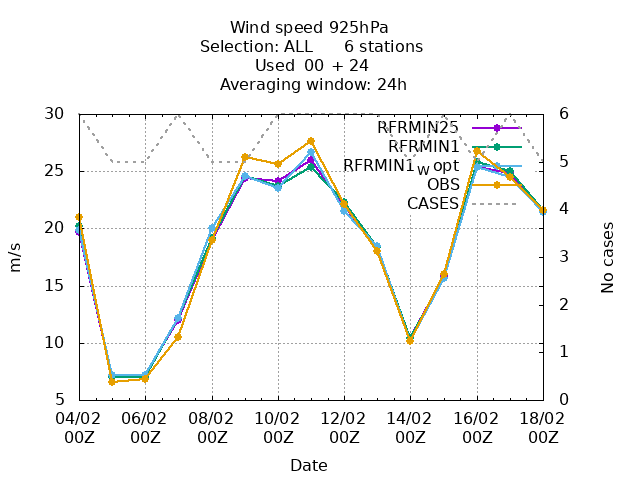 Wind speed 925hPa
Selection: ALL 6 stations
Used 00 + 24
Averaging window: 24h
30
25
20
15
10
5
m/s
6
5
4
3
2
1
0
No cases
RFRMIN25
RFRMIN1
RFRMIN1_W opt
OBS
CASES
04/02 06/02 08/02 10/02 12/02 14/02 16/02 18/02
00Z 00Z 00Z 00Z 00Z 00Z 00Z 00Z
Date